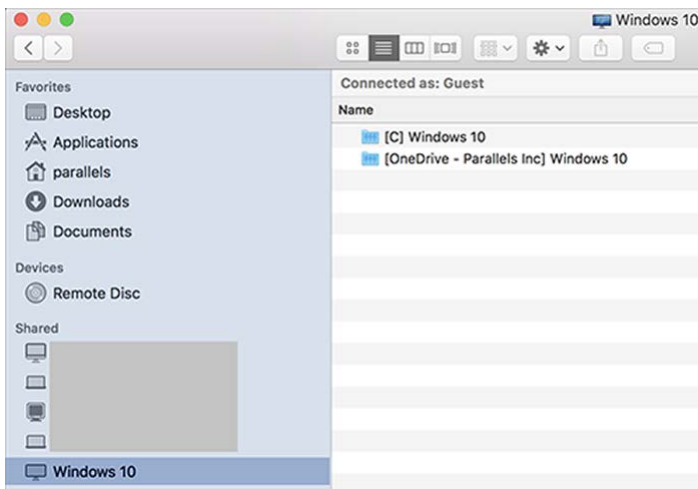 Windows 10
Favorites
Desktop
Applications
parallels
Downloads
Documents
Devices
Remote Disc
Shared
Windows 10
Connected as: Guest
Name
[C] Windows 10
[OneDrive - Parallels Inc] Windows 10